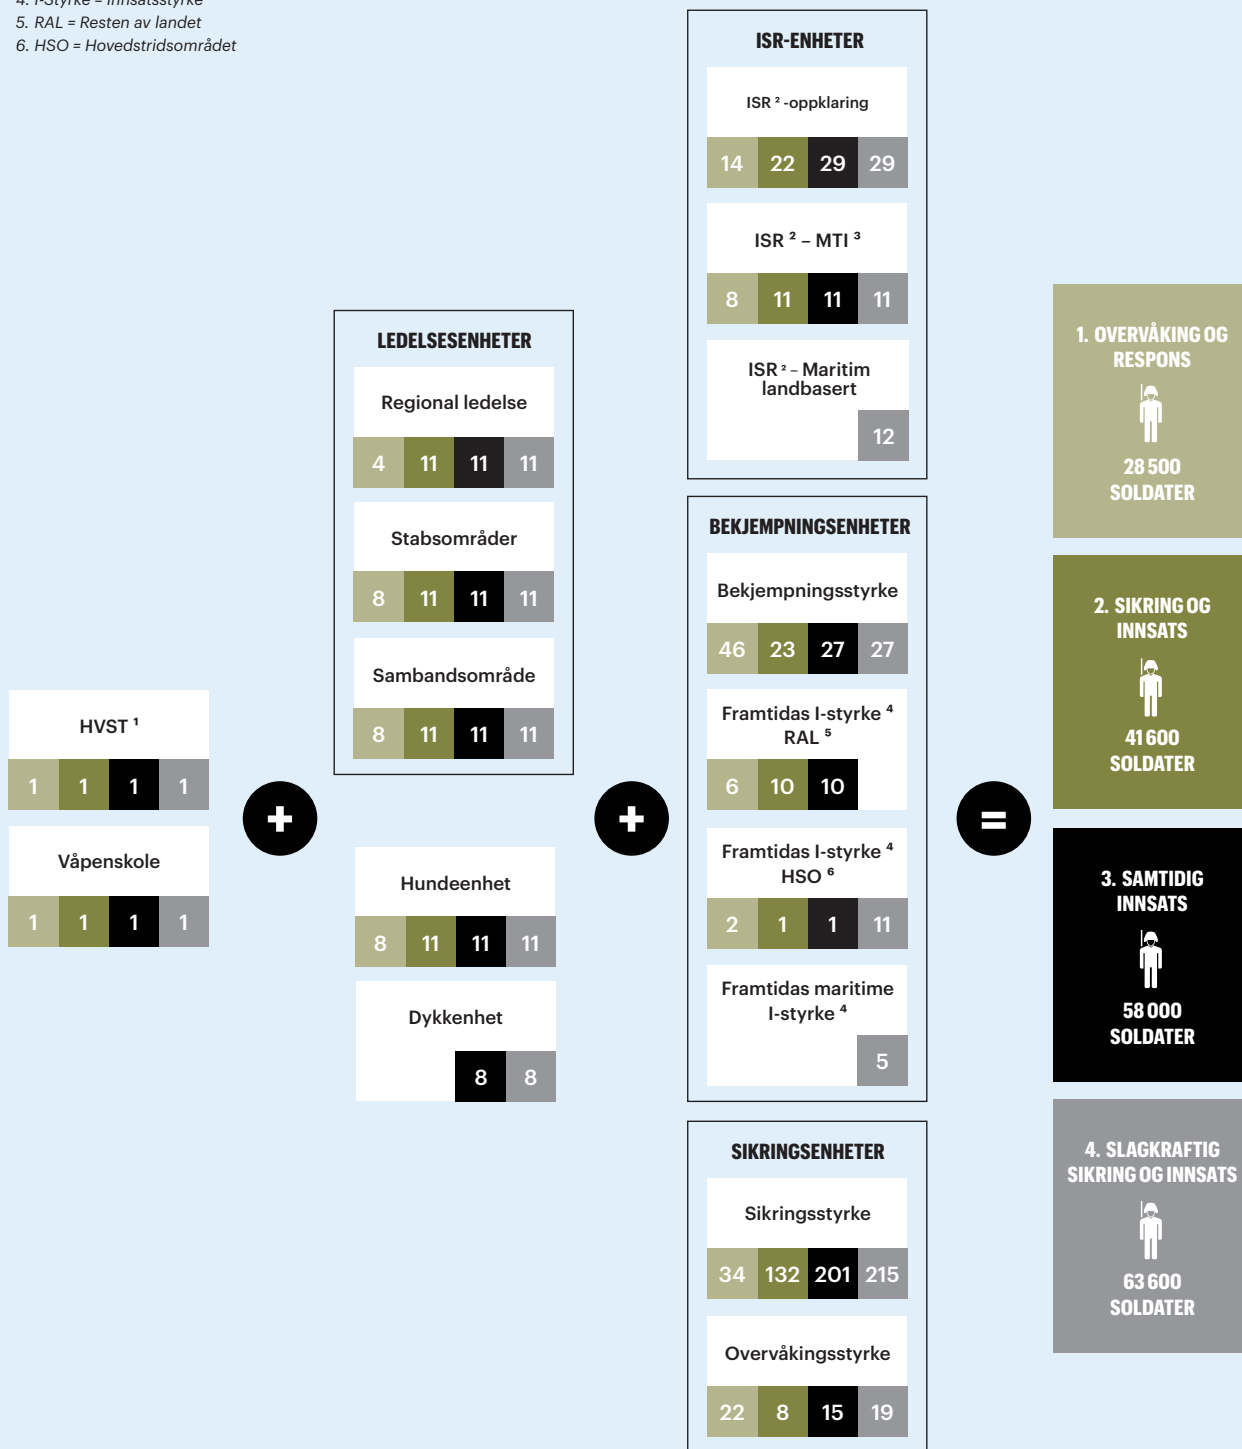 4. I-Styrke = Innsatsstyrke
5. RAL = Resten av landet
6. HSO = Hovedstridsområdet
HVST ¹
1 1 1 1
Våpenskole
1 1 1 1
LEDELSESENHETER
Regional ledelse
4 11 11 11
Stabsområder
8 11 11 11
Sambandsområde
8 11 11 11
Hundeenhet
8 11 11 11
Dykkenhet
8 8
ISR-ENHETER
ISR ² -oppklaring
14 22 29 29
ISR ² – MTI ³
8 11 11 11
ISR ² – Maritim
landbasert
12
BEKJEMPNINGSENHETER
Bekjempningsstyrke
46 23 27 27
Framtidas I-styrke ⁴
RAL ⁵
6 10 10
Framtidas I-styrke ⁴
HSO ⁶
2 1 1 11
Framtidas maritime
I-styrke ⁴
5
SIKRINGSENHETER
Sikringsstyrke
34 132 201 215
Overvåkingsstyrke
22 8 15 19
+
+
=
1. OVERVÅKING OG
RESPONS
28 500
SOLDATER
2. SIKRING OG
INNSATS
41 600
SOLDATER
3. SAMTIDIG
INNSATS
58 000
SOLDATER
4. SLAGKRAFTIG
SIKRING OG INNSATS
63 600
SOLDATER